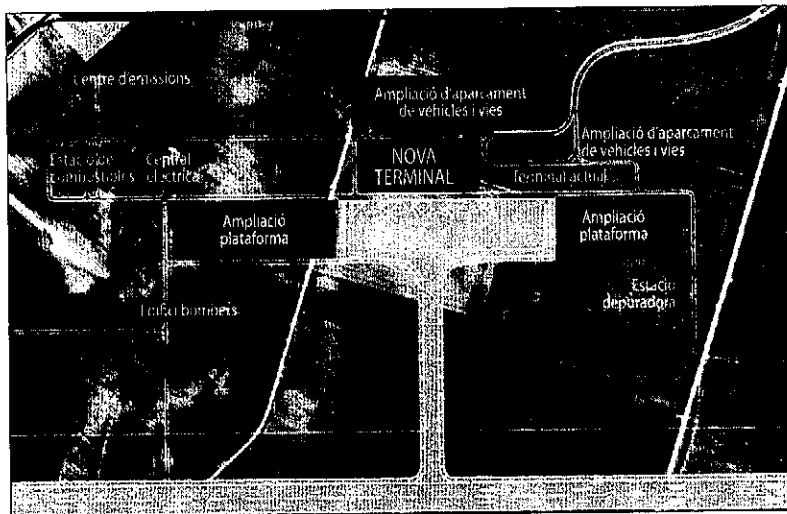 Centre d'emissions
Ampliació d'aparcament
de vehicles i vies
Ampliació d'aparcament
de vehicles i vies
Estació de
combustibles
Central
elèctrica
NOVA
TERMINAL
Terminal actual
Ampliació
plataforma
Ampliació
plataforma
Estació
depuradora
Edifici bombers